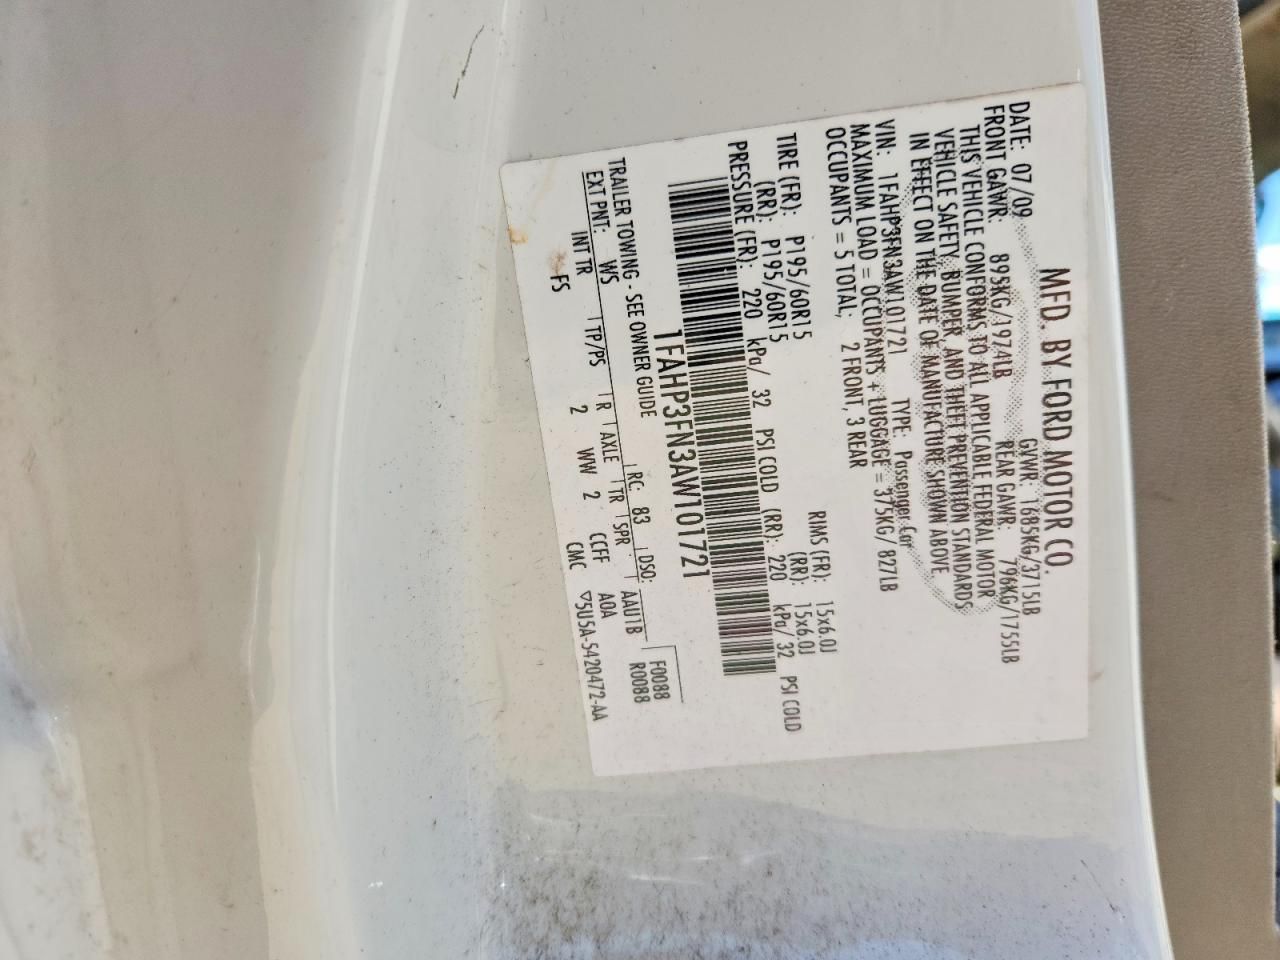 MFD. BY FORD MOTOR CO.
DATE: 07/09 GVWR: 1685KG/3715LB
FRONT GAWR: 895KG/1974LB REAR GAWR: 796KG/1755LB
THIS VEHICLE CONFORMS TO ALL APPLICABLE FEDERAL MOTOR
VEHICLE SAFETY, BUMPER, AND THEFT PREVENTION STANDARDS
IN EFFECT ON THE DATE OF MANUFACTURE SHOWN ABOVE
VIN: 1FAHP3FN3AW101721 TYPE: Passenger Car
MAXIMUM LOAD = OCCUPANTS + LUGGAGE = 375KG/ 827LB
OCCUPANTS = 5 TOTAL, 2 FRONT, 3 REAR
TIRE (FR): P195/60R15 RIMS (FR): 15x6.0J
(RR): P195/60R15 (RR): 15x6.0J
PRESSURE (FR): 220 kPa/ 32 PSI COLD (RR): 220 kPa/ 32 PSI COLD
1FAHP3FN3AW101721
F0088
TRAILER TOWING - SEE OWNER GUIDE RC: 83 DSO: R0088
EXT PNT: WS AAU1B
INT TR TP/PS R AXLE TR SPR A0A ▽5U5A-5420472-AA
FS 2 WW 2 CCFF
CMC